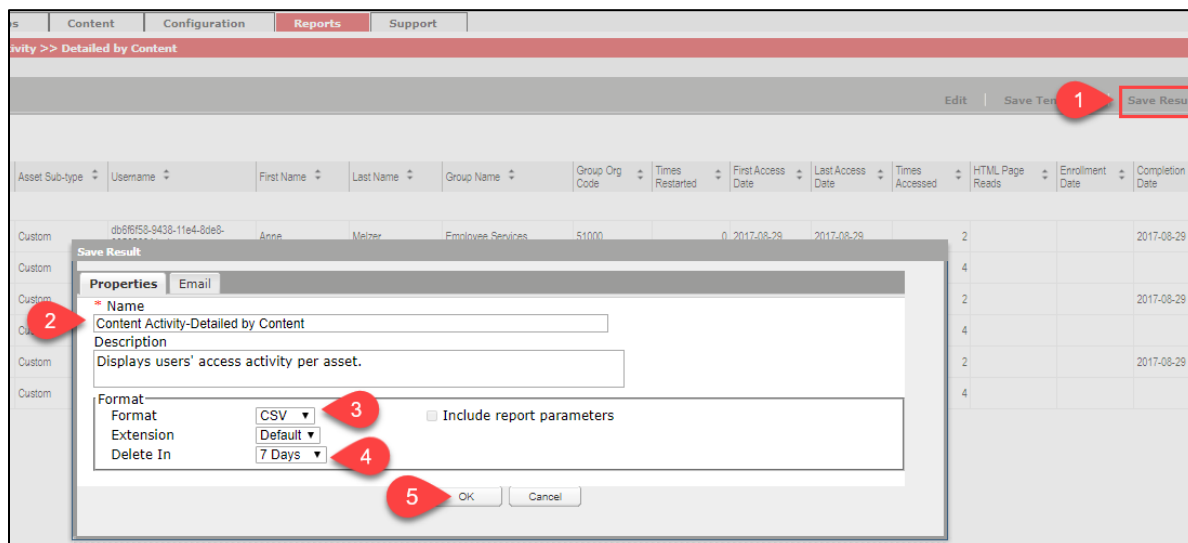 Content Configuration Reports Support
>> Detailed by Content
Edit Save 1 Save
Asset Sub-type Username First Name Last Name Group Name Group Org Code Times Restarted First Access Date Last Access Date Times Accessed HTML Page Reads Enrollment Date Completion Date
Custom db6f6f58-9438-11e4-8de8- Anne Melzer Employee Services 51000 0 2017-08-29 2017-08-29 2 2017-08-29
Save Result
Custom 4
Properties Email
Custom 2 2017-08-29
* Name
2 Content Activity-Detailed by Content
4
Description
Custom Displays users' access activity per asset. 2 2017-08-29
Custom 4
Format
Format CSV 3 Include report parameters
Extension Default
Delete In 7 Days 4
5 OK Cancel